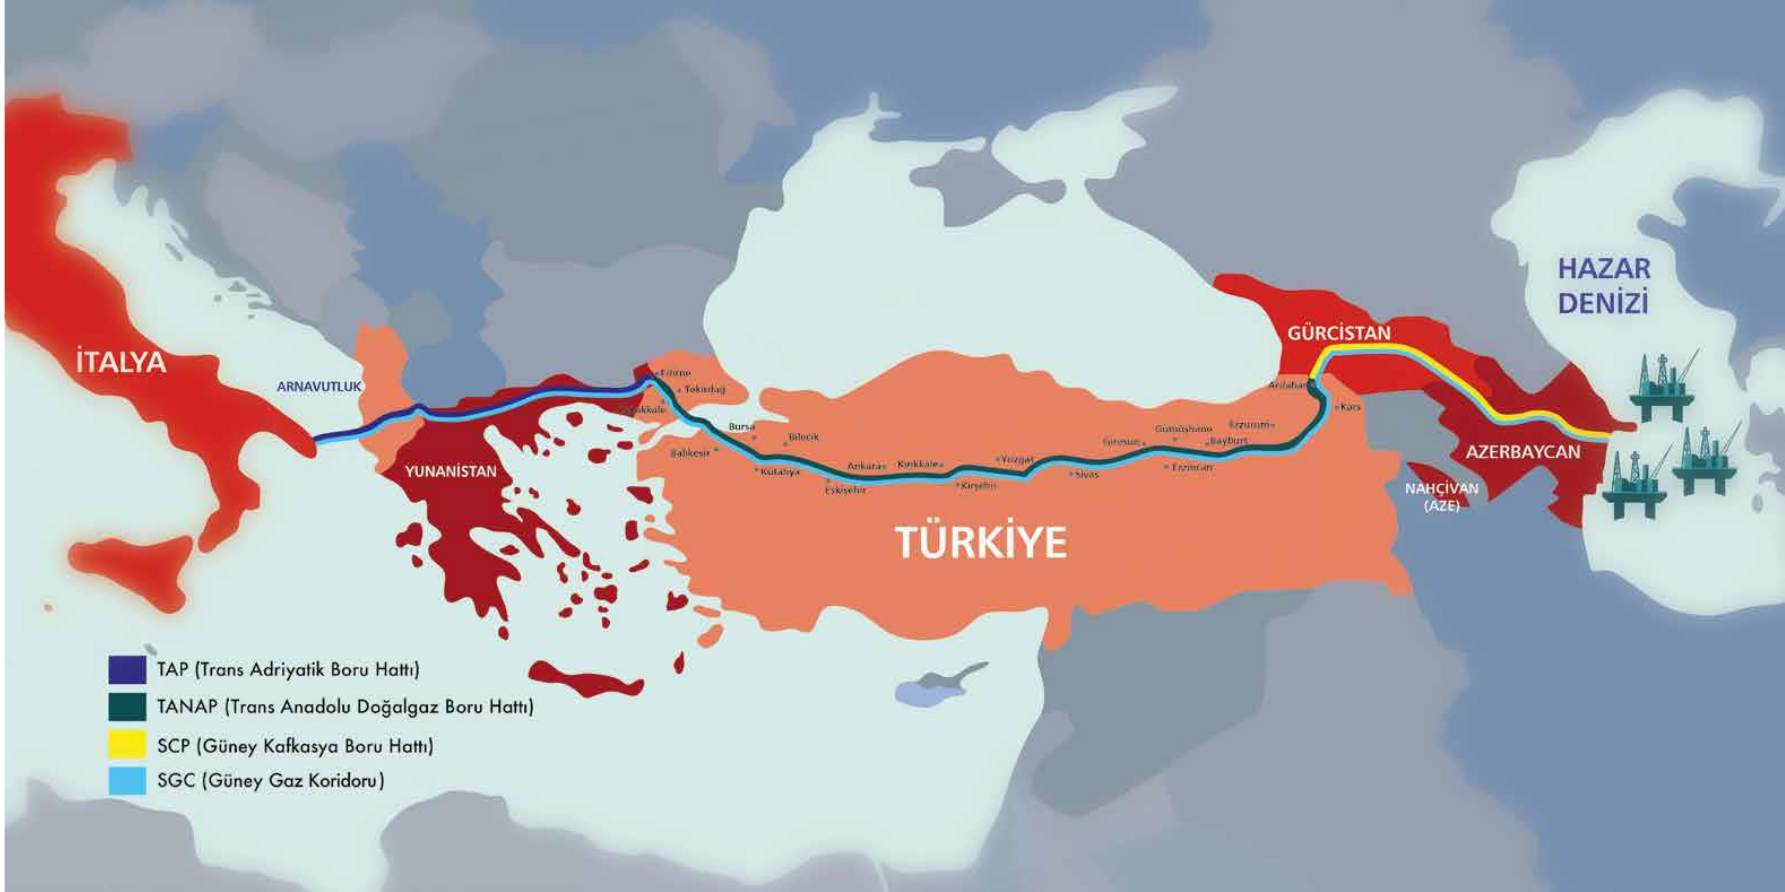 HAZAR
DENİZİ
GÜRCİSTAN
İTALYA
ARNAVUTLUK
Edirne
Tekirdağ
Ardahan
Kars
Bursa
Bilecik
Balıkesir
Kütahya
Eskişehir
Ankara
Kırıkkale
Kırşehir
Yozgat
Sivas
Giresun
Gümüşhane
Erzurum
Bayburt
Erzincan
AZERBAYCAN
YUNANİSTAN
NAHÇİVAN
(AZE)
TÜRKİYE
TAP (Trans Adriyatik Boru Hattı)
TANAP (Trans Anadolu Doğalgaz Boru Hattı)
SCP (Güney Kafkasya Boru Hattı)
SGC (Güney Gaz Koridoru)